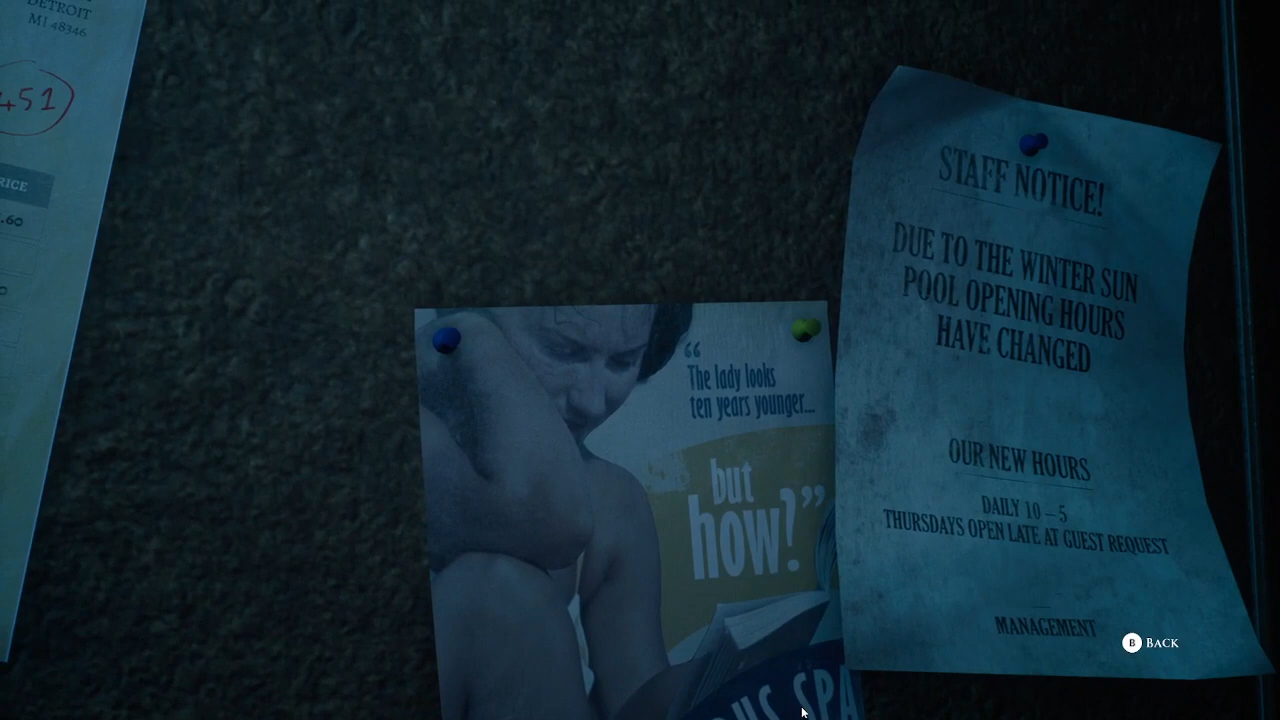 DETROIT
MI 48346
451
RICE
.60
STAFF NOTICE!
DUE TO THE WINTER SUN
POOL OPENING HOURS
HAVE CHANGED
OUR NEW HOURS
DAILY 10 – 5
THURSDAYS OPEN LATE AT GUEST REQUEST
MANAGEMENT
“
The lady looks
ten years younger...
but
how?”
SPA
B BACK